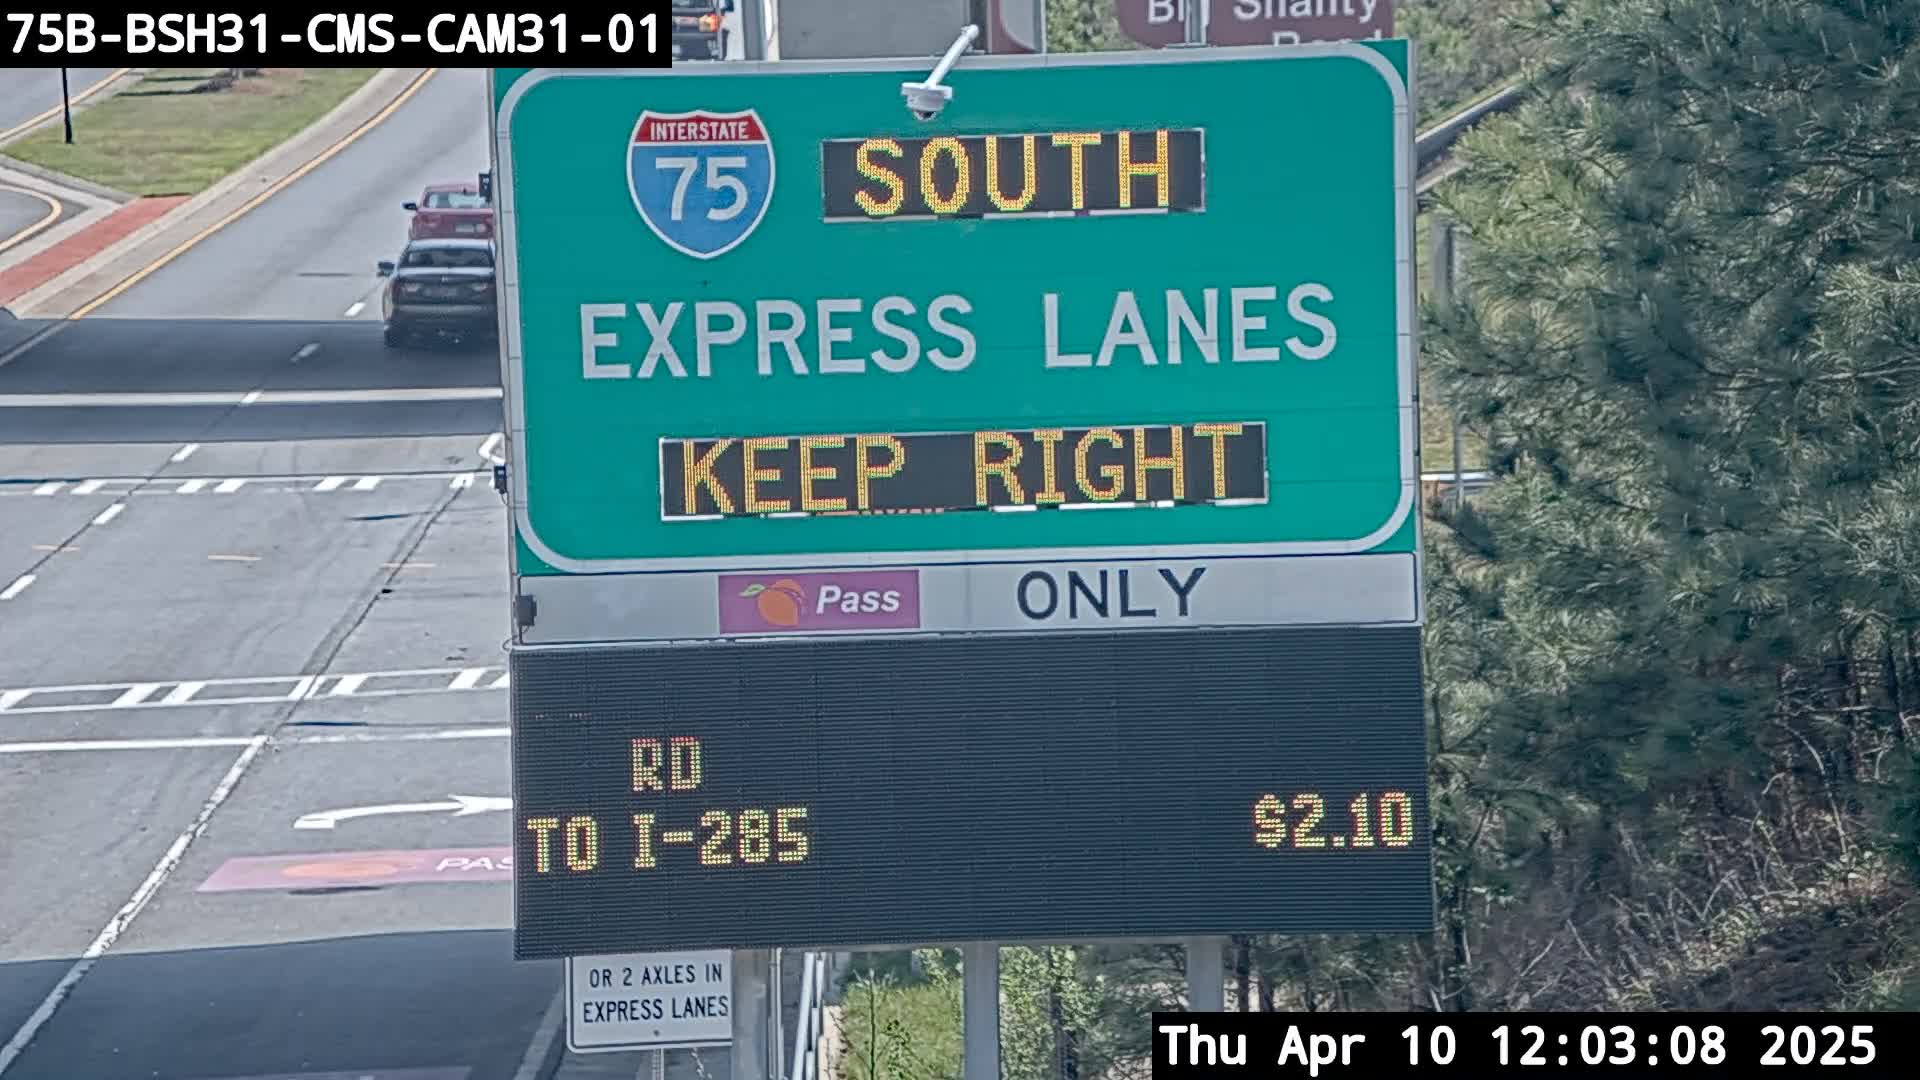 75B-BSH31-CMS-CAM31-01
Shanty
INTERSTATE
75
SOUTH
EXPRESS LANES
KEEP RIGHT
Pass ONLY
RD
TO I-285 $2.10
OR 2 AXLES IN
EXPRESS LANES
Thu Apr 10 12:03:08 2025